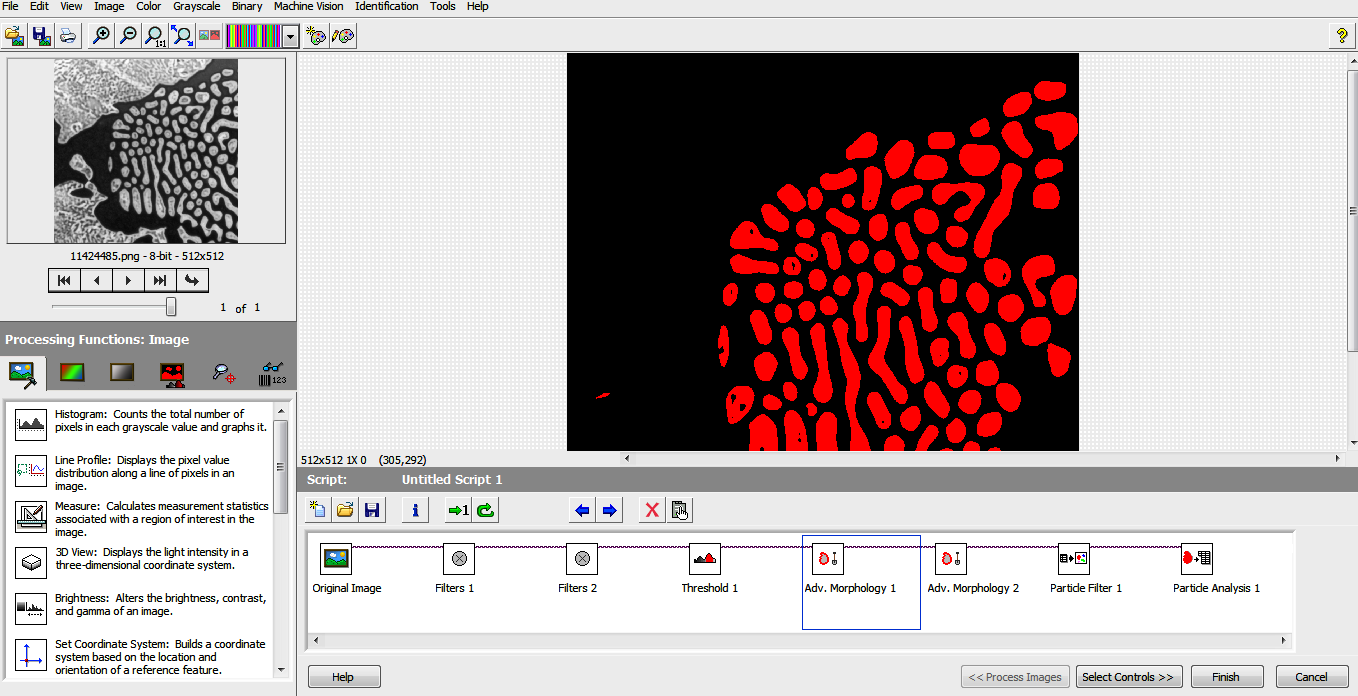 File Edit View Image Color Grayscale Binary Machine Vision Identification Tools Help
1:1
?
11424485.png - 8-bit - 512x512
1 of 1
Processing Functions: Image
123
Histogram: Counts the total number of
pixels in each grayscale value and graphs it.
Line Profile: Displays the pixel value
distribution along a line of pixels in an
image.
Measure: Calculates measurement statistics
associated with a region of interest in the
image.
3D View: Displays the light intensity in a
three-dimensional coordinate system.
Brightness: Alters the brightness, contrast,
and gamma of an image.
Set Coordinate System: Builds a coordinate
system based on the location and
orientation of a reference feature.
512x512 1X 0 (305,292)
Script: Untitled Script 1
i
1
Original Image
Filters 1
Filters 2
Threshold 1
Adv. Morphology 1
Adv. Morphology 2
Particle Filter 1
Particle Analysis 1
Help
<< Process Images
Select Controls >>
Finish
Cancel